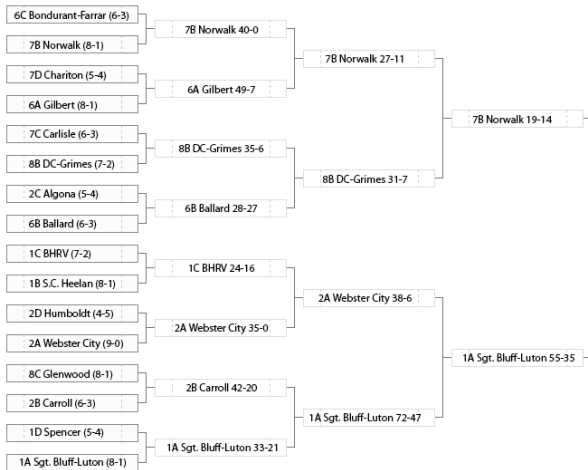 6C Bondurant-Farrar (6-3)
7B Norwalk (8-1)
7D Chariton (5-4)
6A Gilbert (8-1)
7C Carlisle (6-3)
8B DC-Grimes (7-2)
2C Algona (5-4)
6B Ballard (6-3)
1C BHRV (7-2)
1B S.C. Heelan (8-1)
2D Humboldt (4-5)
2A Webster City (9-0)
8C Glenwood (8-1)
2B Carroll (6-3)
1D Spencer (5-4)
1A Sgt. Bluff-Luton (8-1)
7B Norwalk 40-0
6A Gilbert 49-7
8B DC-Grimes 35-6
6B Ballard 28-27
1C BHRV 24-16
2A Webster City 35-0
2B Carroll 42-20
1A Sgt. Bluff-Luton 33-21
7B Norwalk 27-11
8B DC-Grimes 31-7
2A Webster City 38-6
1A Sgt. Bluff-Luton 72-47
7B Norwalk 19-14
1A Sgt. Bluff-Luton 55-35